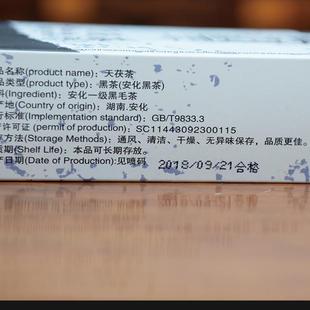 品名称(product name)：天茯茶
品类型(product type)：黑茶(安化黑茶)
料(Ingredient)：安化一级黑毛茶
地(Country of origin)：湖南.安化
行标准(Implementation standard)：GB/T9833.3
许可证(permit of production)：SC11443092300115
方法(Storage Methods)：通风、清洁、干燥、无异味保存，品质更佳。
期(Shelf Life)：本品可长期存放。
产日期(Date of Production):见喷码 2018/09/21合格